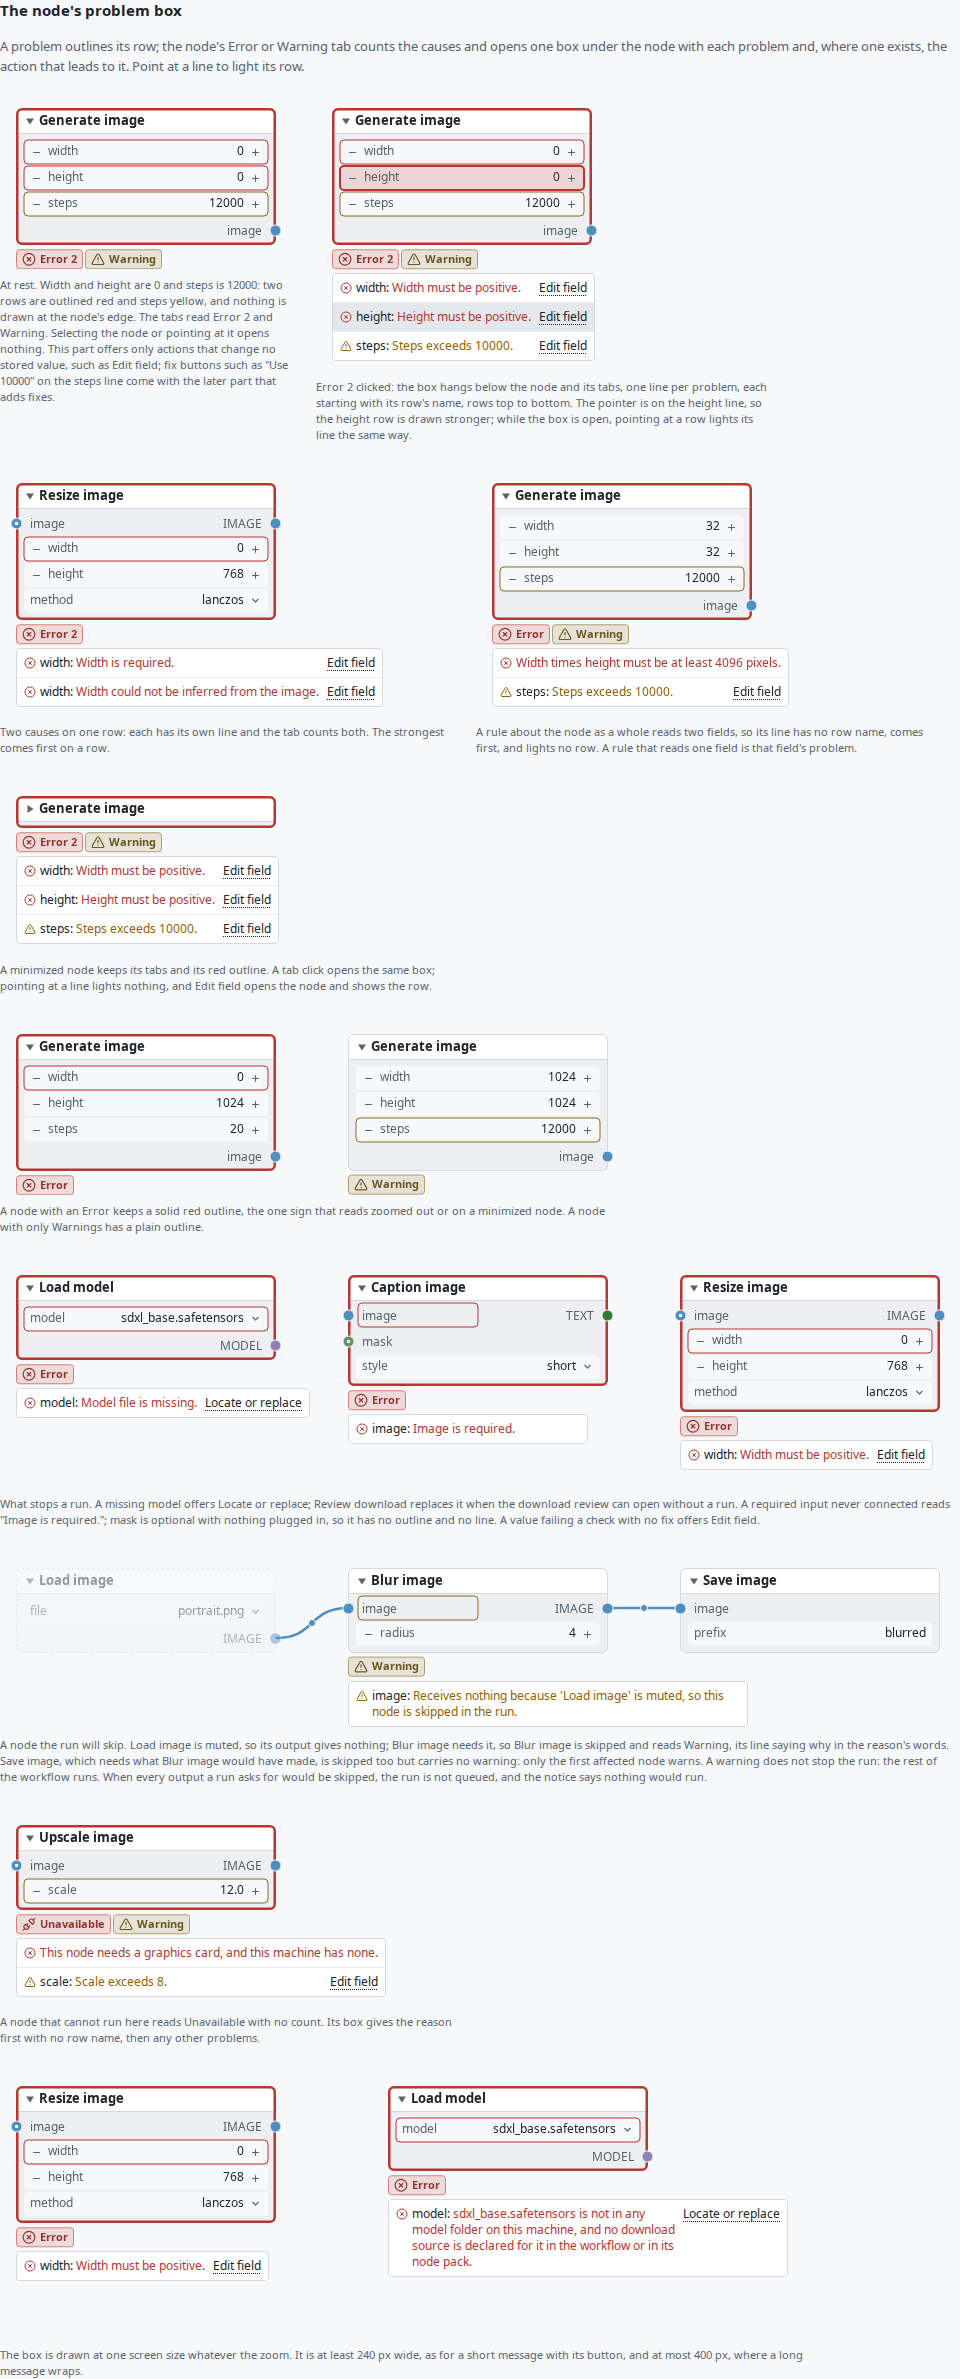 The node's problem box
A problem outlines its row; the node's Error or Warning tab counts the causes and opens one box under the node with each problem and, where one exists, the
action that leads to it. Point at a line to light its row.
Generate image
– width 0 +
– height 0 +
– steps 12000 +
image
Error 2 Warning
At rest. Width and height are 0 and steps is 12000: two
rows are outlined red and steps yellow, and nothing is
drawn at the node's edge. The tabs read Error 2 and
Warning. Selecting the node or pointing at it opens
nothing. This part offers only actions that change no
stored value, such as Edit field; fix buttons such as "Use
10000" on the steps line come with the later part that
adds fixes.
Generate image
– width 0 +
– height 0 +
– steps 12000 +
image
Error 2 Warning
width: Width must be positive. Edit field
height: Height must be positive. Edit field
steps: Steps exceeds 10000. Edit field
Error 2 clicked: the box hangs below the node and its tabs, one line per problem, each
starting with its row's name, rows top to bottom. The pointer is on the height line, so
the height row is drawn stronger; while the box is open, pointing at a row lights its
line the same way.
Resize image
image IMAGE
– width 0 +
– height 768 +
method lanczos
Error 2
width: Width is required. Edit field
width: Width could not be inferred from the image. Edit field
Two causes on one row: each has its own line and the tab counts both. The strongest
comes first on a row.
Generate image
– width 32 +
– height 32 +
– steps 12000 +
image
Error Warning
Width times height must be at least 4096 pixels.
steps: Steps exceeds 10000. Edit field
A rule about the node as a whole reads two fields, so its line has no row name, comes
first, and lights no row. A rule that reads one field is that field's problem.
Generate image
Error 2 Warning
width: Width must be positive. Edit field
height: Height must be positive. Edit field
steps: Steps exceeds 10000. Edit field
A minimized node keeps its tabs and its red outline. A tab click opens the same box;
pointing at a line lights nothing, and Edit field opens the node and shows the row.
Generate image
– width 0 +
– height 1024 +
– steps 20 +
image
Error
Generate image
– width 1024 +
– height 1024 +
– steps 12000 +
image
Warning
A node with an Error keeps a solid red outline, the one sign that reads zoomed out or on a minimized node. A node
with only Warnings has a plain outline.
Load model
model sdxl_base.safetensors
MODEL
Error
model: Model file is missing. Locate or replace
Caption image
image TEXT
mask
style short
Error
image: Image is required.
Resize image
image IMAGE
– width 0 +
– height 768 +
method lanczos
Error
width: Width must be positive. Edit field
What stops a run. A missing model offers Locate or replace; Review download replaces it when the download review can open without a run. A required input never connected reads
"Image is required."; mask is optional with nothing plugged in, so it has no outline and no line. A value failing a check with no fix offers Edit field.
Load image
file portrait.png
IMAGE
Blur image
image IMAGE
– radius 4 +
Warning
image: Receives nothing because 'Load image' is muted, so this
node is skipped in the run.
Save image
image
prefix blurred
A node the run will skip. Load image is muted, so its output gives nothing; Blur image needs it, so Blur image is skipped and reads Warning, its line saying why in the reason's words.
Save image, which needs what Blur image would have made, is skipped too but carries no warning: only the first affected node warns. A warning does not stop the run: the rest of
the workflow runs. When every output a run asks for would be skipped, the run is not queued, and the notice says nothing would run.
Upscale image
image IMAGE
– scale 12.0 +
Unavailable Warning
This node needs a graphics card, and this machine has none.
scale: Scale exceeds 8. Edit field
A node that cannot run here reads Unavailable with no count. Its box gives the reason
first with no row name, then any other problems.
Resize image
image IMAGE
– width 0 +
– height 768 +
method lanczos
Error
width: Width must be positive. Edit field
Load model
model sdxl_base.safetensors
MODEL
Error
model: sdxl_base.safetensors is not in any Locate or replace
model folder on this machine, and no download
source is declared for it in the workflow or in its
node pack.
The box is drawn at one screen size whatever the zoom. It is at least 240 px wide, as for a short message with its button, and at most 400 px, where a long
message wraps.